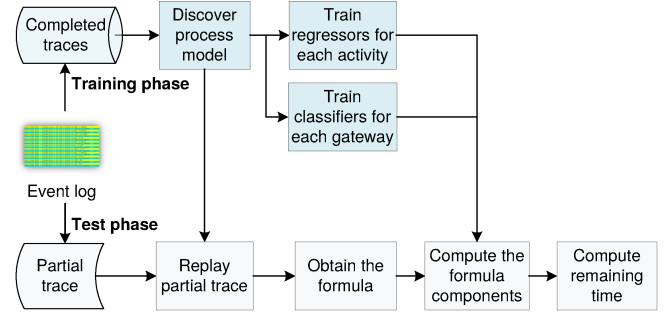 Completed
traces
Discover
process
model
Train
regressors for
each activity
Training phase
Train
classifiers for
each gateway
Event log
Test phase
Partial
trace
Replay
partial trace
Obtain the
formula
Compute the
formula
components
Compute
remaining
time